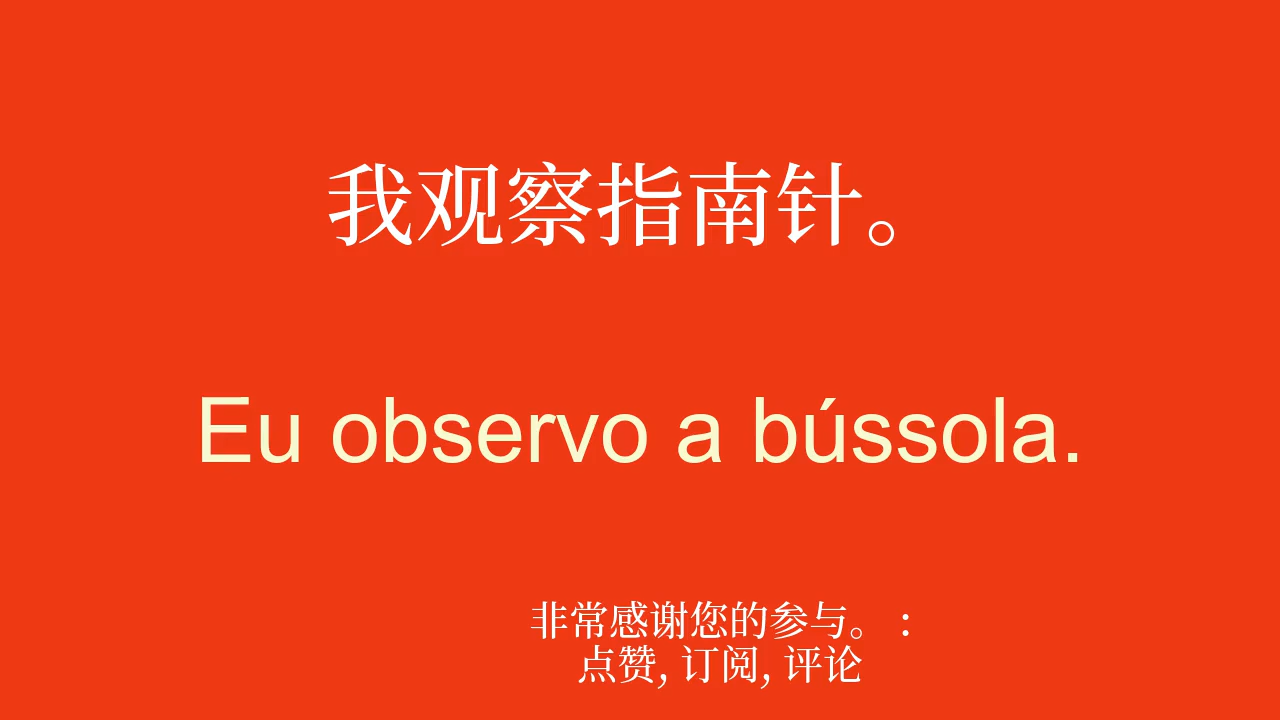 我观察指南针。
Eu observo a bússola.
非常感谢您的参与。 :
点赞, 订阅, 评论